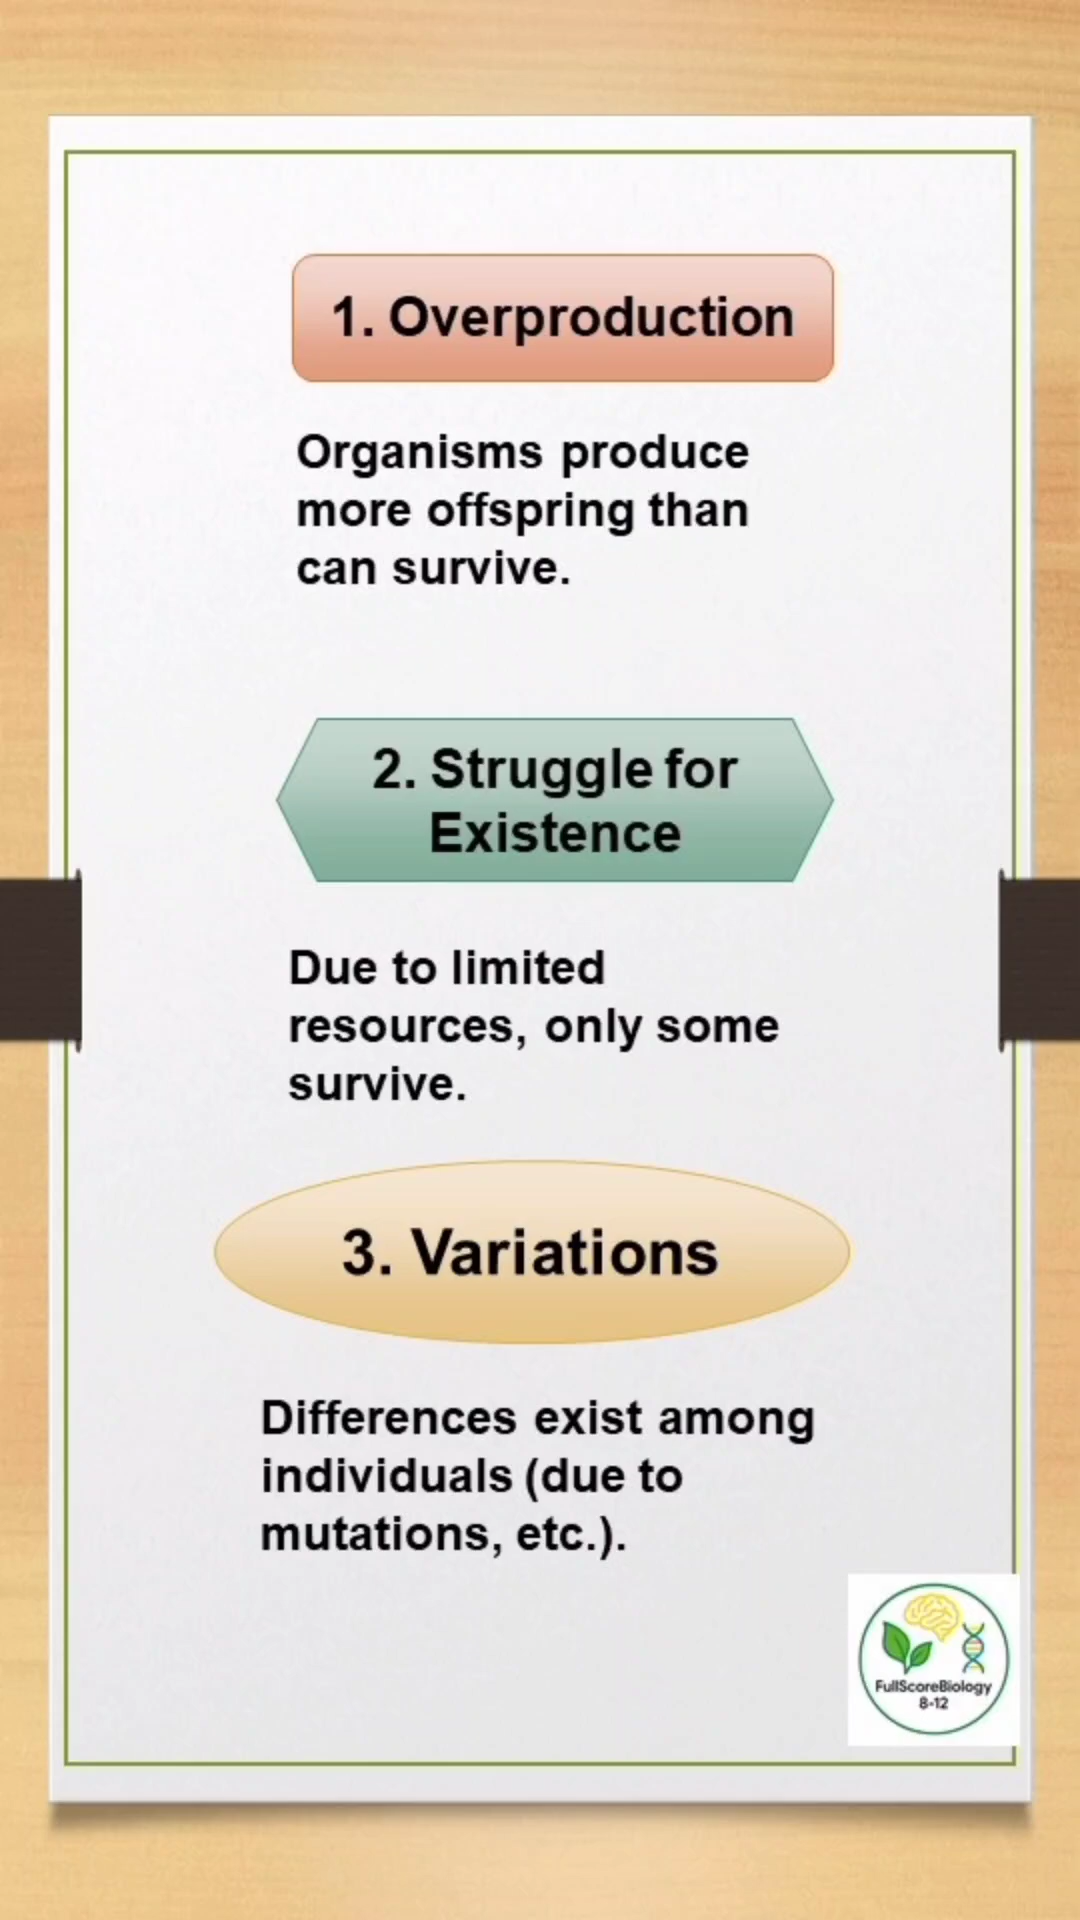 1. Overproduction
Organisms produce
more offspring than
can survive.
2. Struggle for
Existence
Due to limited
resources, only some
survive.
3. Variations
Differences exist among
individuals (due to
mutations, etc.).
FullScoreBiology
8-12